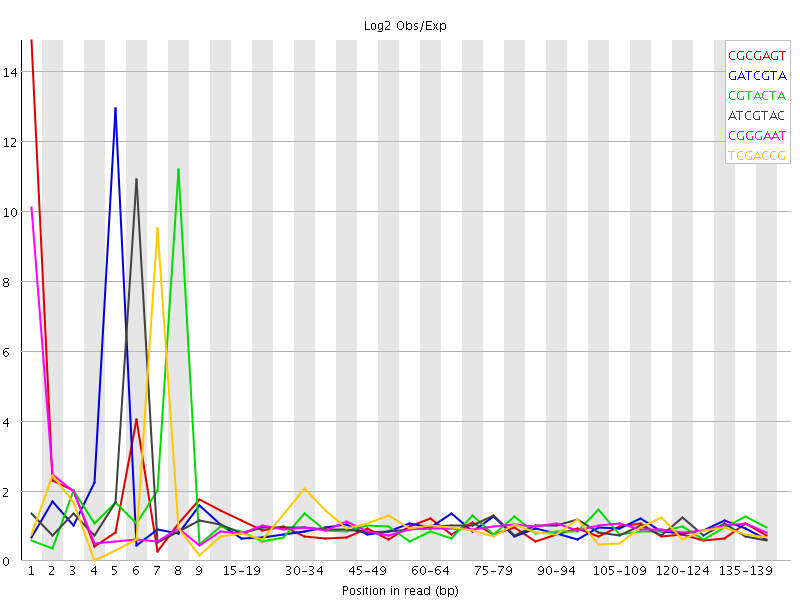 Log2 Obs/Exp
CGCGAGT
GATCGTA
CGTACTA
ATCGTAC
CGGGAAT
TCGACCG
14
12
10
8
6
4
2
0
1 2 3 4 5 6 7 8 9 15-19 30-34 45-49 60-64 75-79 90-94 105-109 120-124 135-139
Position in read (bp)